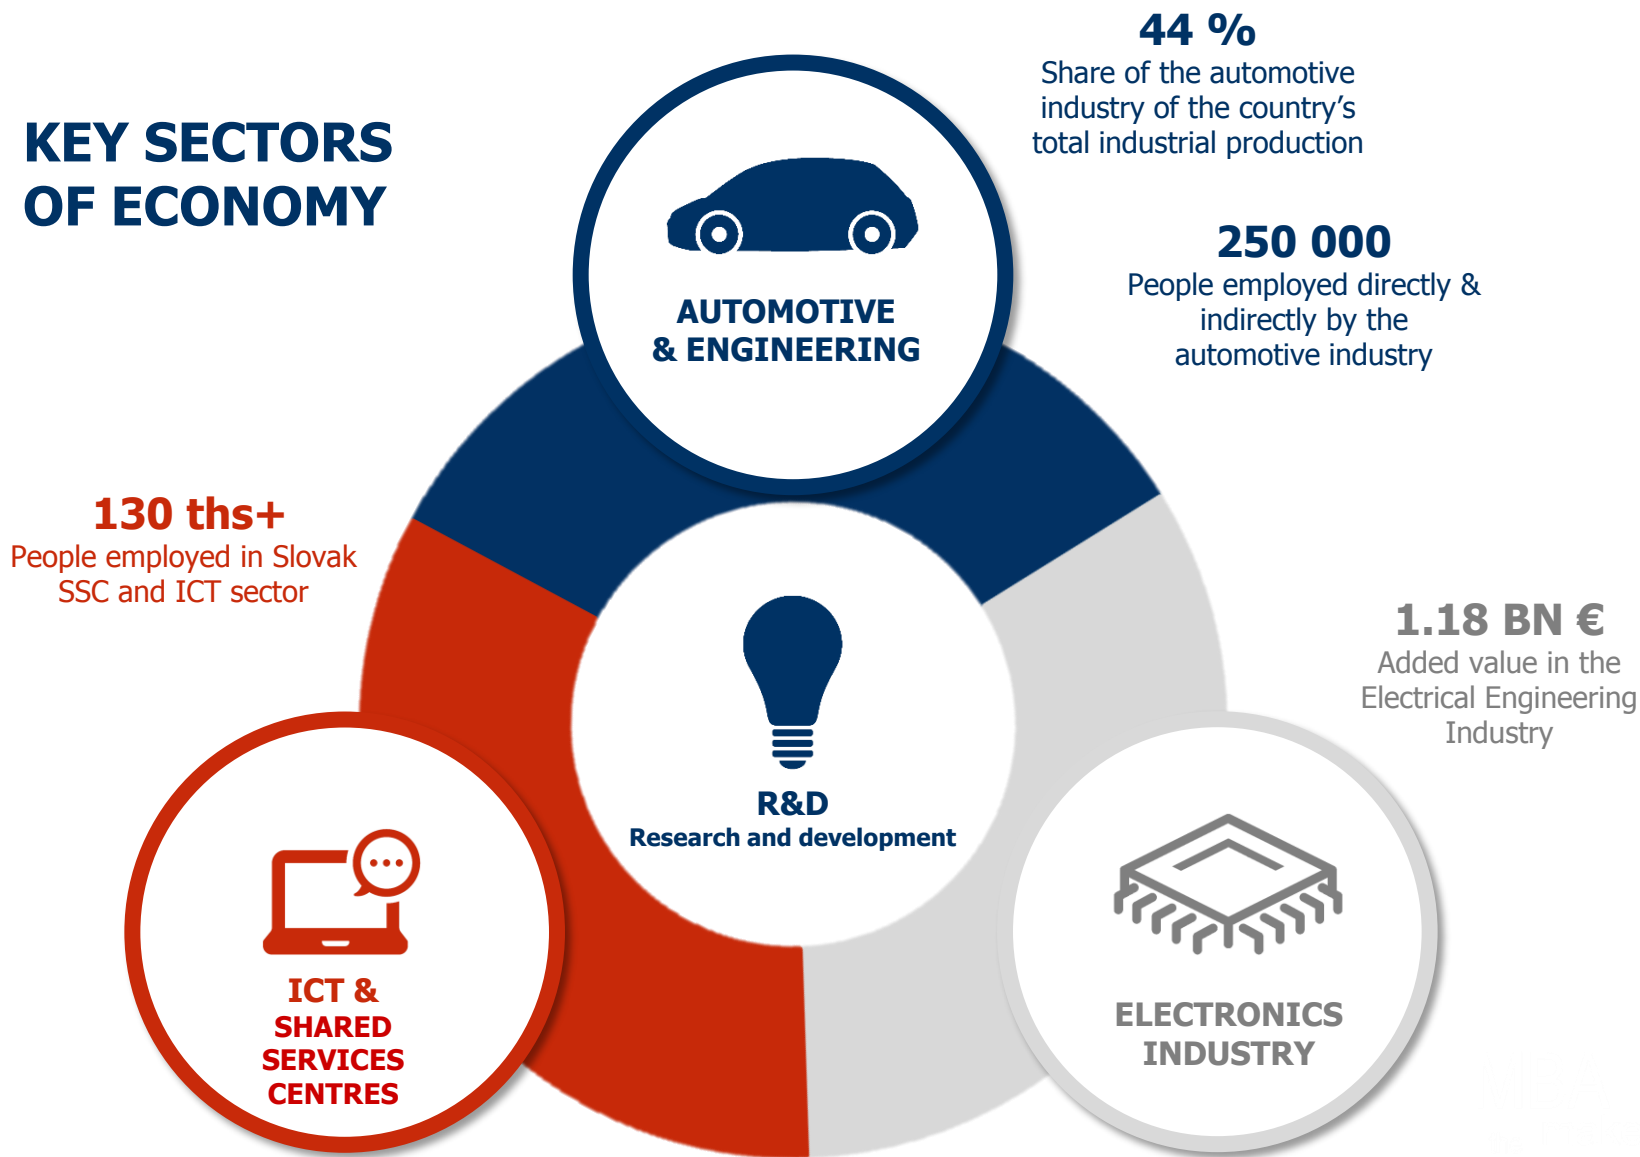 KEY SECTORS
OF ECONOMY
44 %
Share of the automotive
industry of the country’s
total industrial production
250 000
People employed directly &
indirectly by the
automotive industry
AUTOMOTIVE
& ENGINEERING
130 ths+
People employed in Slovak
SSC and ICT sector
1.18 BN €
Added value in the
Electrical Engineering
Industry
R&D
Research and development
ICT &
SHARED
SERVICES
CENTRES
ELECTRONICS
INDUSTRY